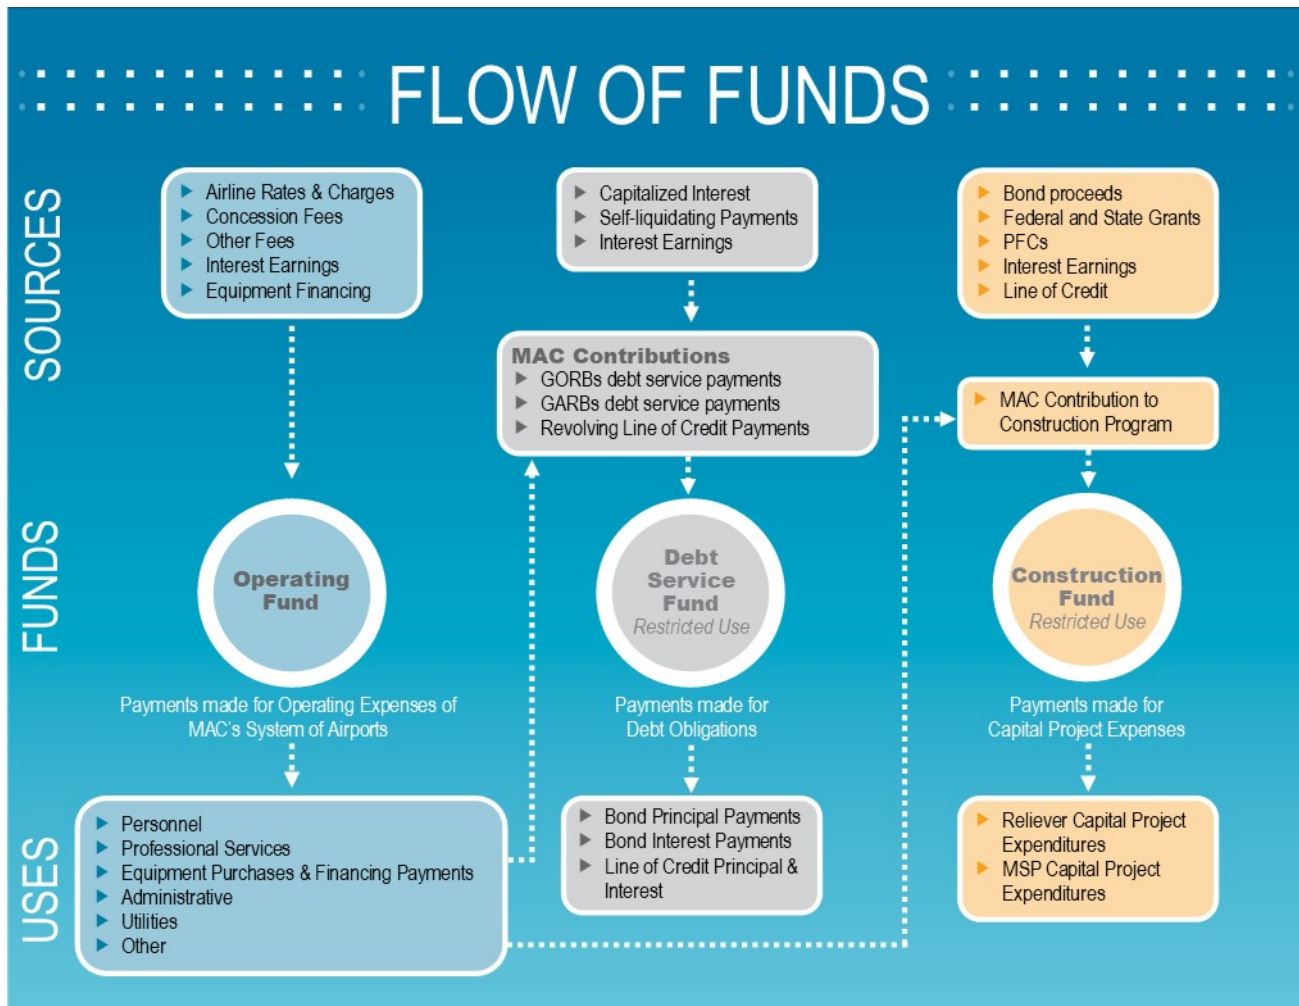 FLOW OF FUNDS
SOURCES
Airline Rates & Charges
Concession Fees
Other Fees
Interest Earnings
Equipment Financing
Capitalized Interest
Self-liquidating Payments
Interest Earnings
MAC Contributions
GORBs debt service payments
GARBs debt service payments
Revolving Line of Credit Payments
Bond proceeds
Federal and State Grants
PFCs
Interest Earnings
Line of Credit
MAC Contribution to
Construction Program
FUNDS
Operating
Fund
Payments made for Operating Expenses of
MAC's System of Airports
Debt
Service
Fund
Restricted Use
Payments made for
Debt Obligations
Construction
Fund
Restricted Use
Payments made for
Capital Project Expenses
USES
Personnel
Professional Services
Equipment Purchases & Financing Payments
Administrative
Utilities
Other
Bond Principal Payments
Bond Interest Payments
Line of Credit Principal &
Interest
Reliever Capital Project
Expenditures
MSP Capital Project
Expenditures